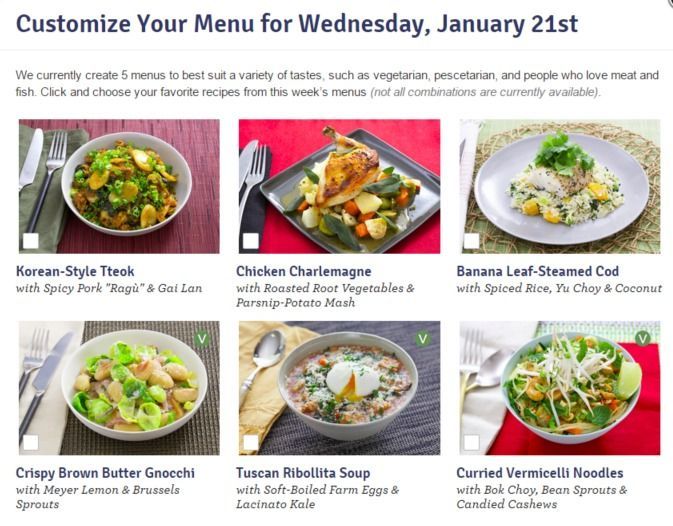 Customize Your Menu for Wednesday, January 21st
We currently create 5 menus to best suit a variety of tastes, such as vegetarian, pescetarian, and people who love meat and
fish. Click and choose your favorite recipes from this week's menus (not all combinations are currently available).
Korean-Style Tteok
with Spicy Pork "Ragù" & Gai Lan
Chicken Charlemagne
with Roasted Root Vegetables &
Parsnip-Potato Mash
Banana Leaf-Steamed Cod
with Spiced Rice, Yu Choy & Coconut
V
V
V
Crispy Brown Butter Gnocchi
with Meyer Lemon & Brussels
Sprouts
Tuscan Ribollita Soup
with Soft-Boiled Farm Eggs &
Lacinato Kale
Curried Vermicelli Noodles
with Bok Choy, Bean Sprouts &
Candied Cashews